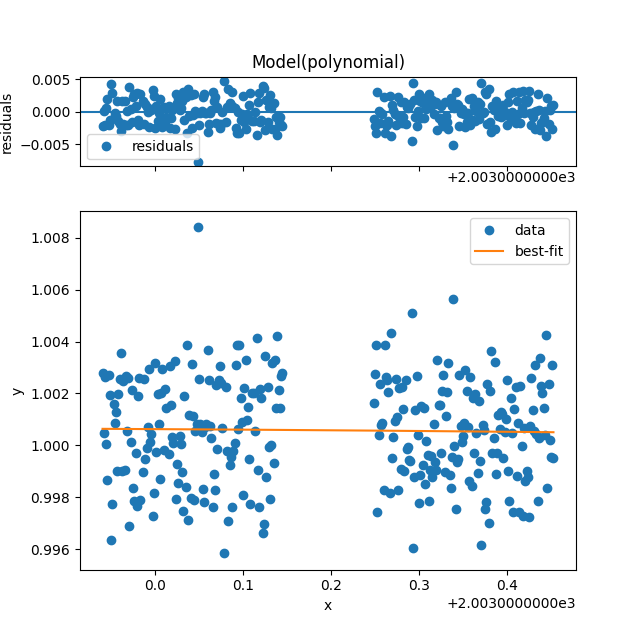 Model(polynomial)
residuals
0.005
0.000
−0.005
residuals
+2.0030000000e3
y
1.008
1.006
1.004
1.002
1.000
0.998
0.996
data
best-fit
0.0 0.1 0.2 0.3 0.4
x
+2.0030000000e3